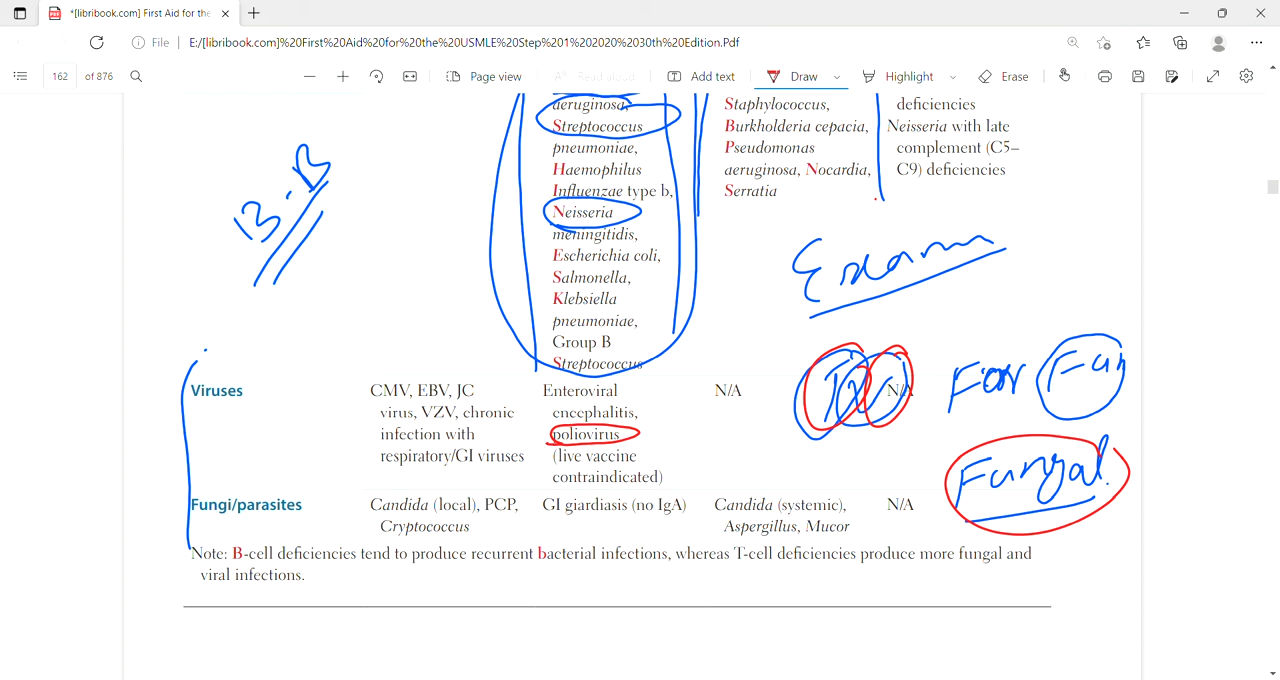 *[libribook.com] First Aid for the
File
E:/[libribook.com]%20First%20Aid%20for%20the%20USMLE%20Step%201%202020%2030th%20Edition.Pdf
162 of 876
Page view
Read aloud
Add text
Draw
Highlight
Erase
aeruginosa,
Streptococcus
pneumoniae,
Haemophilus
Influenzae type b,
Neisseria
meningitidis,
Escherichia coli,
Salmonella,
Klebsiella
pneumoniae,
Group B
Streptococcus
Staphylococcus,
Burkholderia cepacia,
Pseudomonas
aeruginosa, Nocardia,
Serratia
deficiencies
Neisseria with late
complement (C5–
C9) deficiencies
B-B
Exam
For Fun
Fungal
Viruses
CMV, EBV, JC
virus, VZV, chronic
infection with
respiratory/GI viruses
Enteroviral
encephalitis,
poliovirus
(live vaccine
contraindicated)
N/A
N/A
Fungi/parasites
Candida (local), PCP,
Cryptococcus
GI giardiasis (no IgA)
Candida (systemic),
Aspergillus, Mucor
N/A
Note: B-cell deficiencies tend to produce recurrent bacterial infections, whereas T-cell deficiencies produce more fungal and
viral infections.